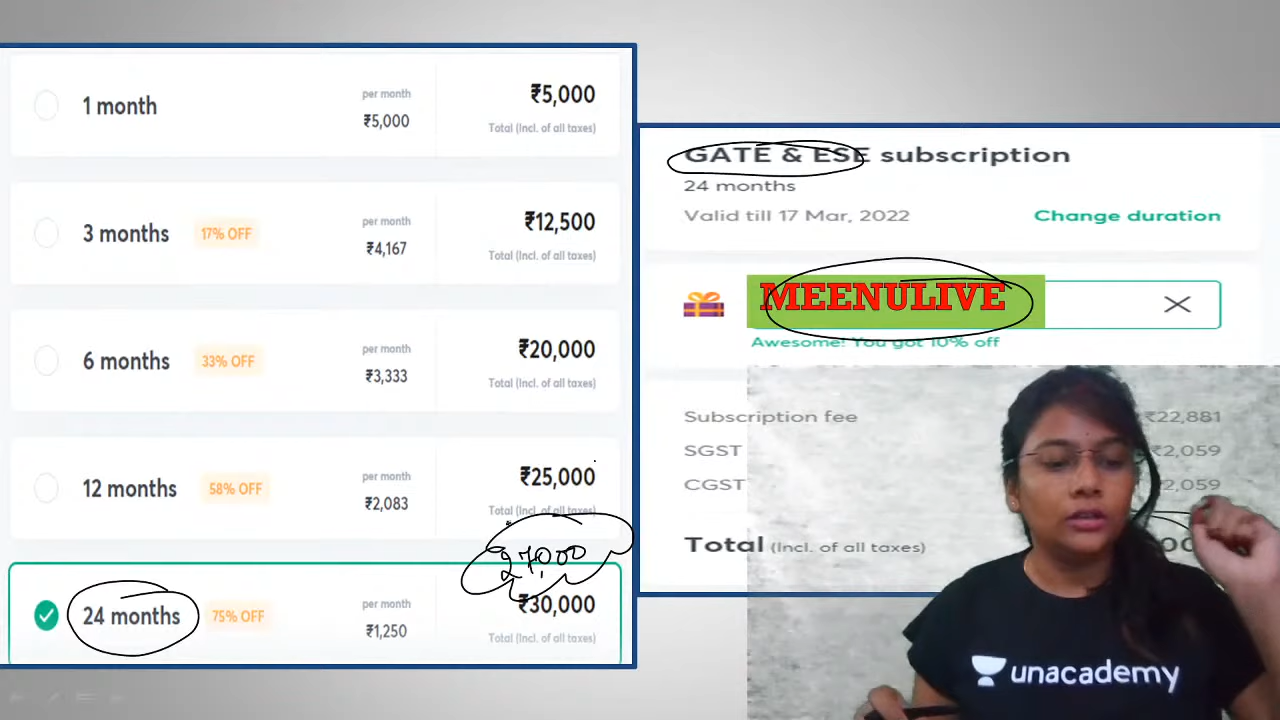 1 month
per month
₹5,000
₹5,000
Total (Incl. of all taxes)
3 months
17% OFF
per month
₹4,167
₹12,500
Total (Incl. of all taxes)
6 months
33% OFF
per month
₹3,333
₹20,000
Total (Incl. of all taxes)
12 months
58% OFF
per month
₹2,083
₹25,000
Total (Incl. of all taxes)
27000
24 months
75% OFF
per month
₹1,250
₹30,000
Total (Incl. of all taxes)
GATE & ESE subscription
24 months
Valid till 17 Mar, 2022
Change duration
MEENULIVE
Awesome! You got 10% off
Subscription fee
₹22,881
SGST
₹2,059
CGST
₹2,059
Total (Incl. of all taxes)
unacademy